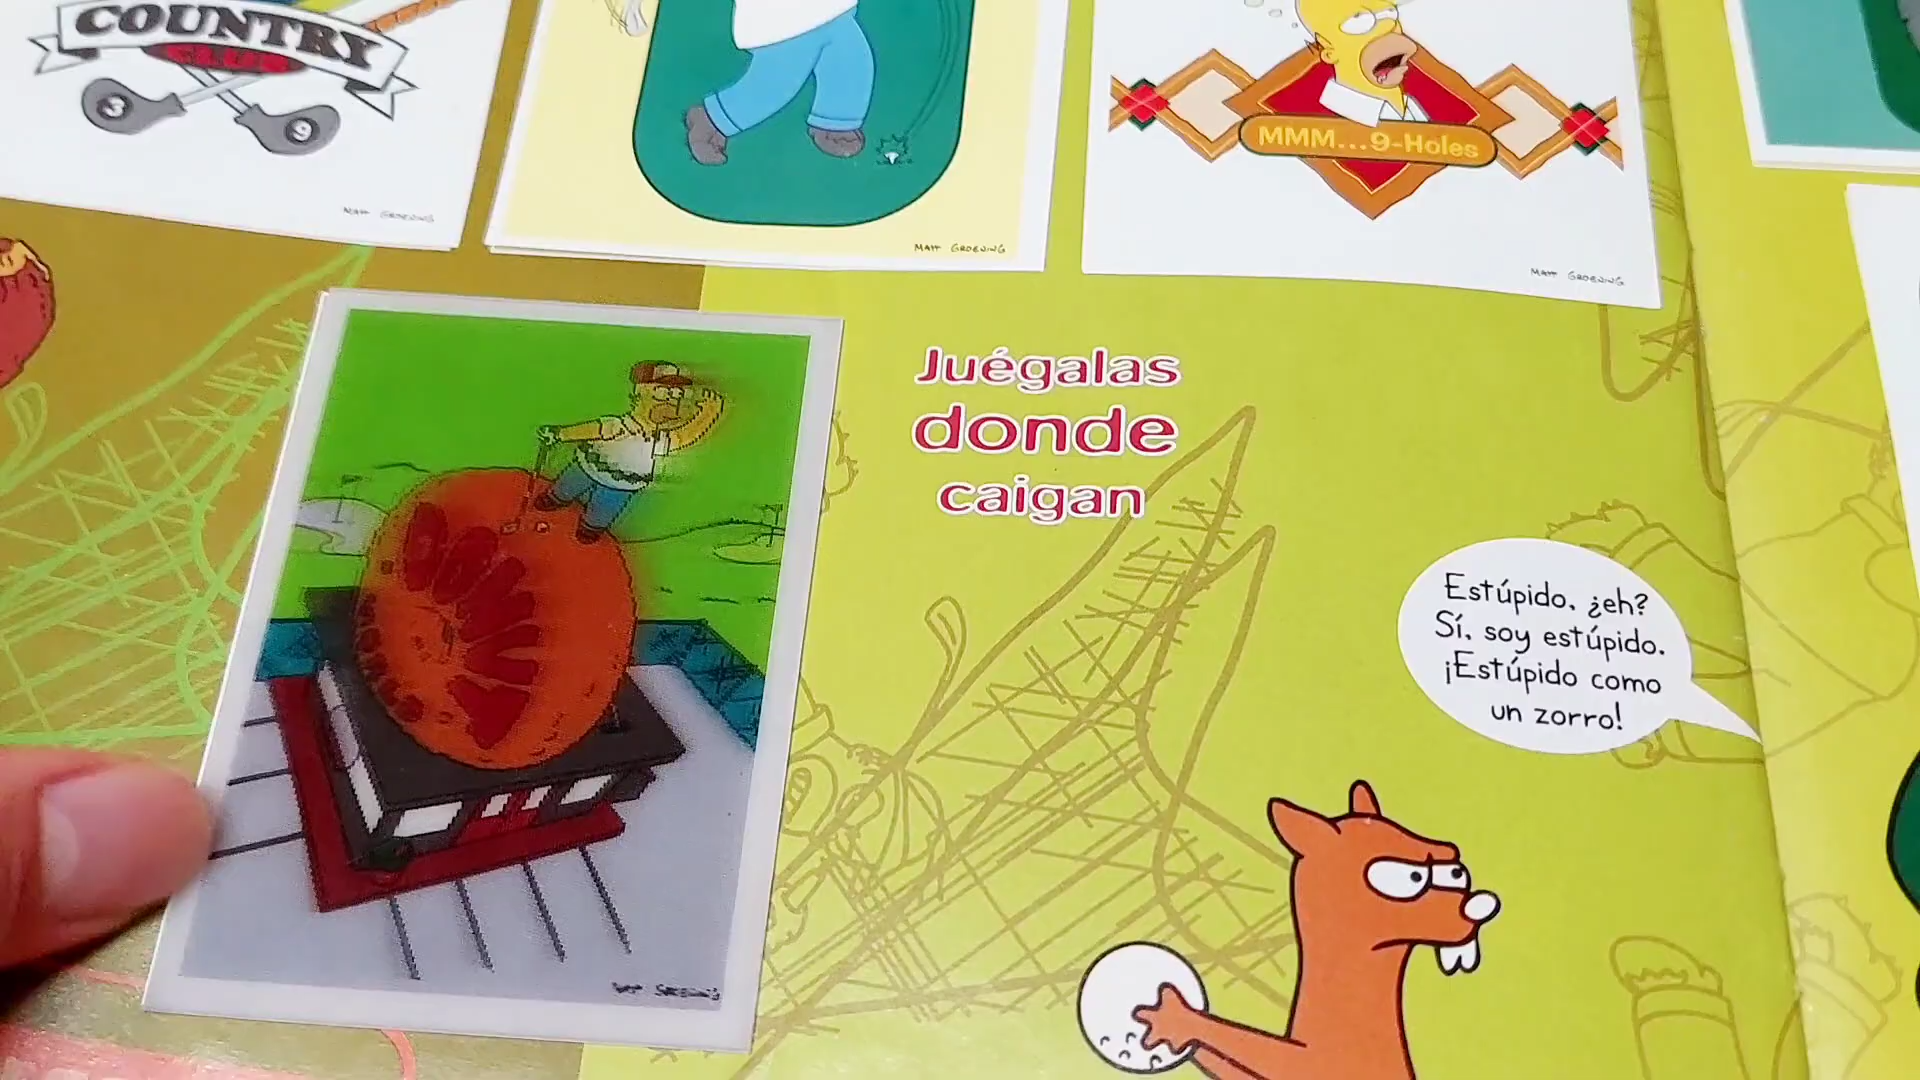 COUNTRY
CLUB
3
9
MATT GROENING
MATT GROENING
MMM...9-Holes
MATT GROENING
Juégalas
donde
caigan
Estúpido, ¿eh?
Sí, soy estúpido.
¡Estúpido como
un zorro!